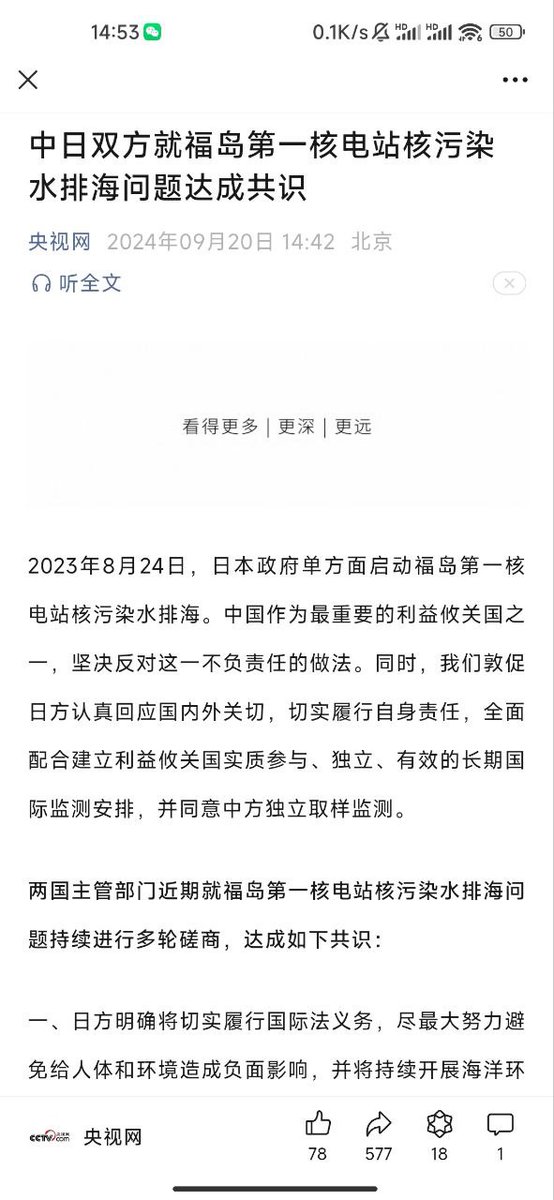 14:53
0.1K/s HD HD 6 50
中日双方就福岛第一核电站核污染
水排海问题达成共识
央视网 2024年09月20日 14:42 北京
听全文
看得更多 | 更深 | 更远
2023年8月24日，日本政府单方面启动福岛第一核
电站核污染水排海。中国作为最重要的利益攸关国之
一，坚决反对这一不负责任的做法。同时，我们敦促
日方认真回应国内外关切，切实履行自身责任，全面
配合建立利益攸关国实质参与、独立、有效的长期国
际监测安排，并同意中方独立取样监测。
两国主管部门近期就福岛第一核电站核污染水排海问
题持续进行多轮磋商，达成如下共识：
一、日方明确将切实履行国际法义务，尽最大努力避
免给人体和环境造成负面影响，并将持续开展海洋环
CCTV.com 央视网
78 577 18 1